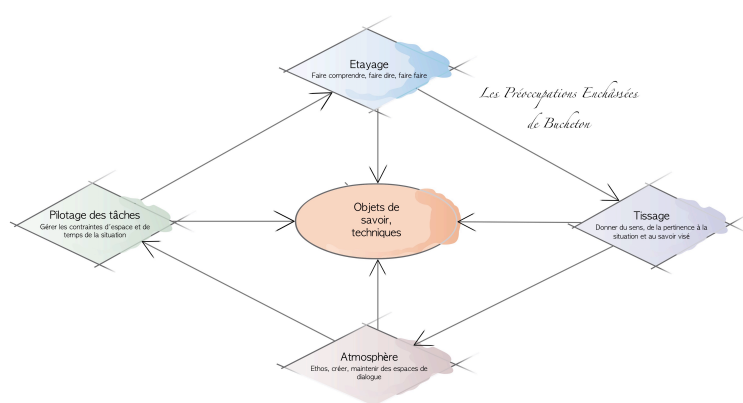 Etayage
Faire comprendre, faire dire, faire faire
Les Préoccupations Enchâssées
de Bucheton
Pilotage des tâches
Gérer les contraintes d'espace et de
temps de la situation
Objets de
savoir,
techniques
Tissage
Donner du sens, de la pertinence à la
situation et au savoir visé
Atmosphère
Ethos, créer, maintenir des espaces de
dialogue